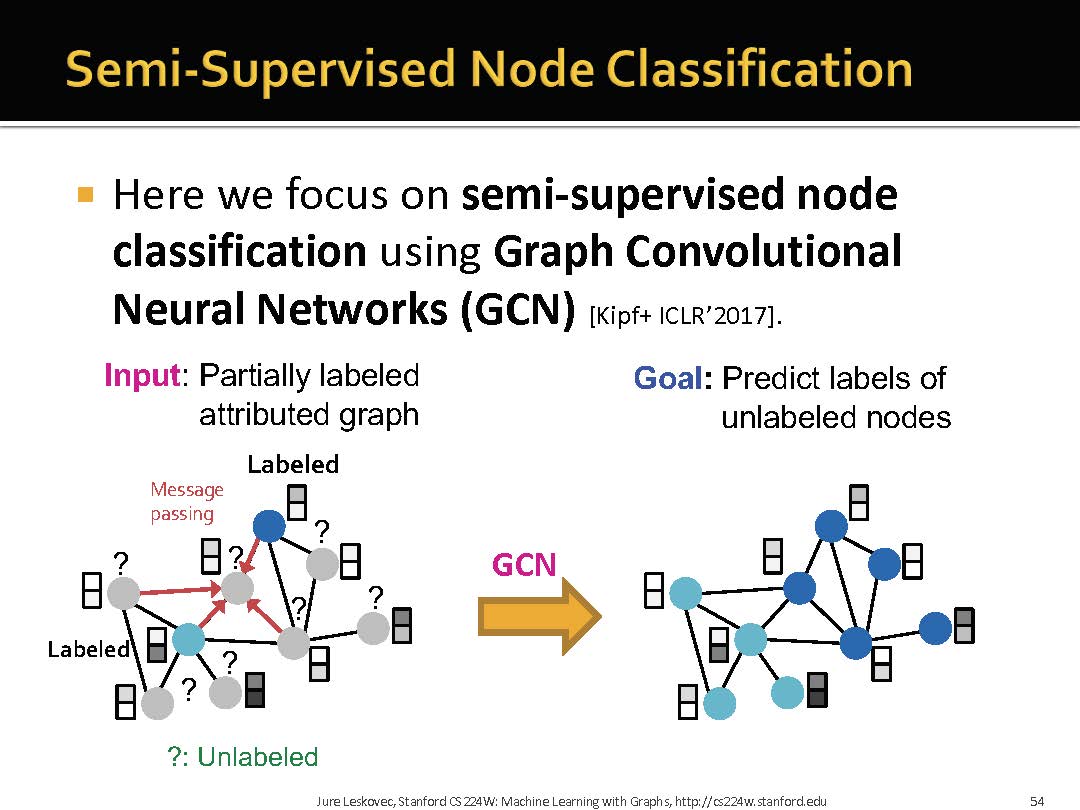 Semi-Supervised Node Classification
Here we focus on semi-supervised node
classification using Graph Convolutional
Neural Networks (GCN) [Kipf+ ICLR’2017].
Input: Partially labeled
attributed graph
Goal: Predict labels of
unlabeled nodes
Labeled
Message
passing
?
?
?
?
?
Labeled
?
?
?: Unlabeled
GCN
Jure Leskovec, Stanford CS224W: Machine Learning with Graphs, http://cs224w.stanford.edu
54